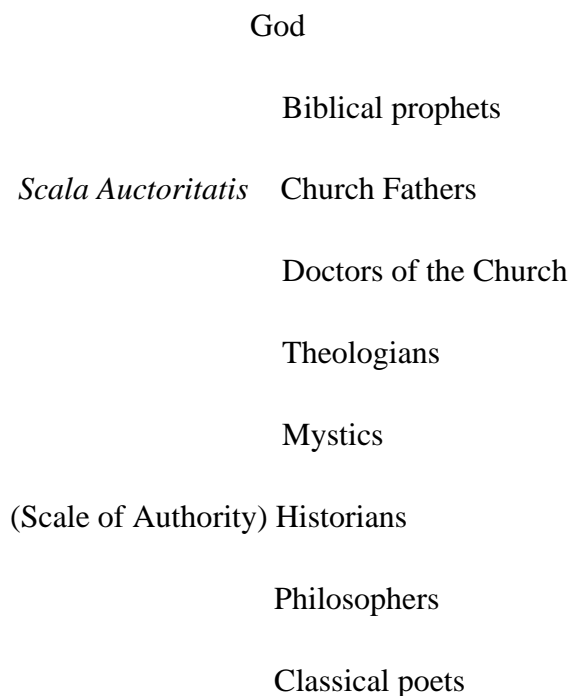 God
Biblical prophets
Scala Auctoritatis Church Fathers
Doctors of the Church
Theologians
Mystics
(Scale of Authority) Historians
Philosophers
Classical poets